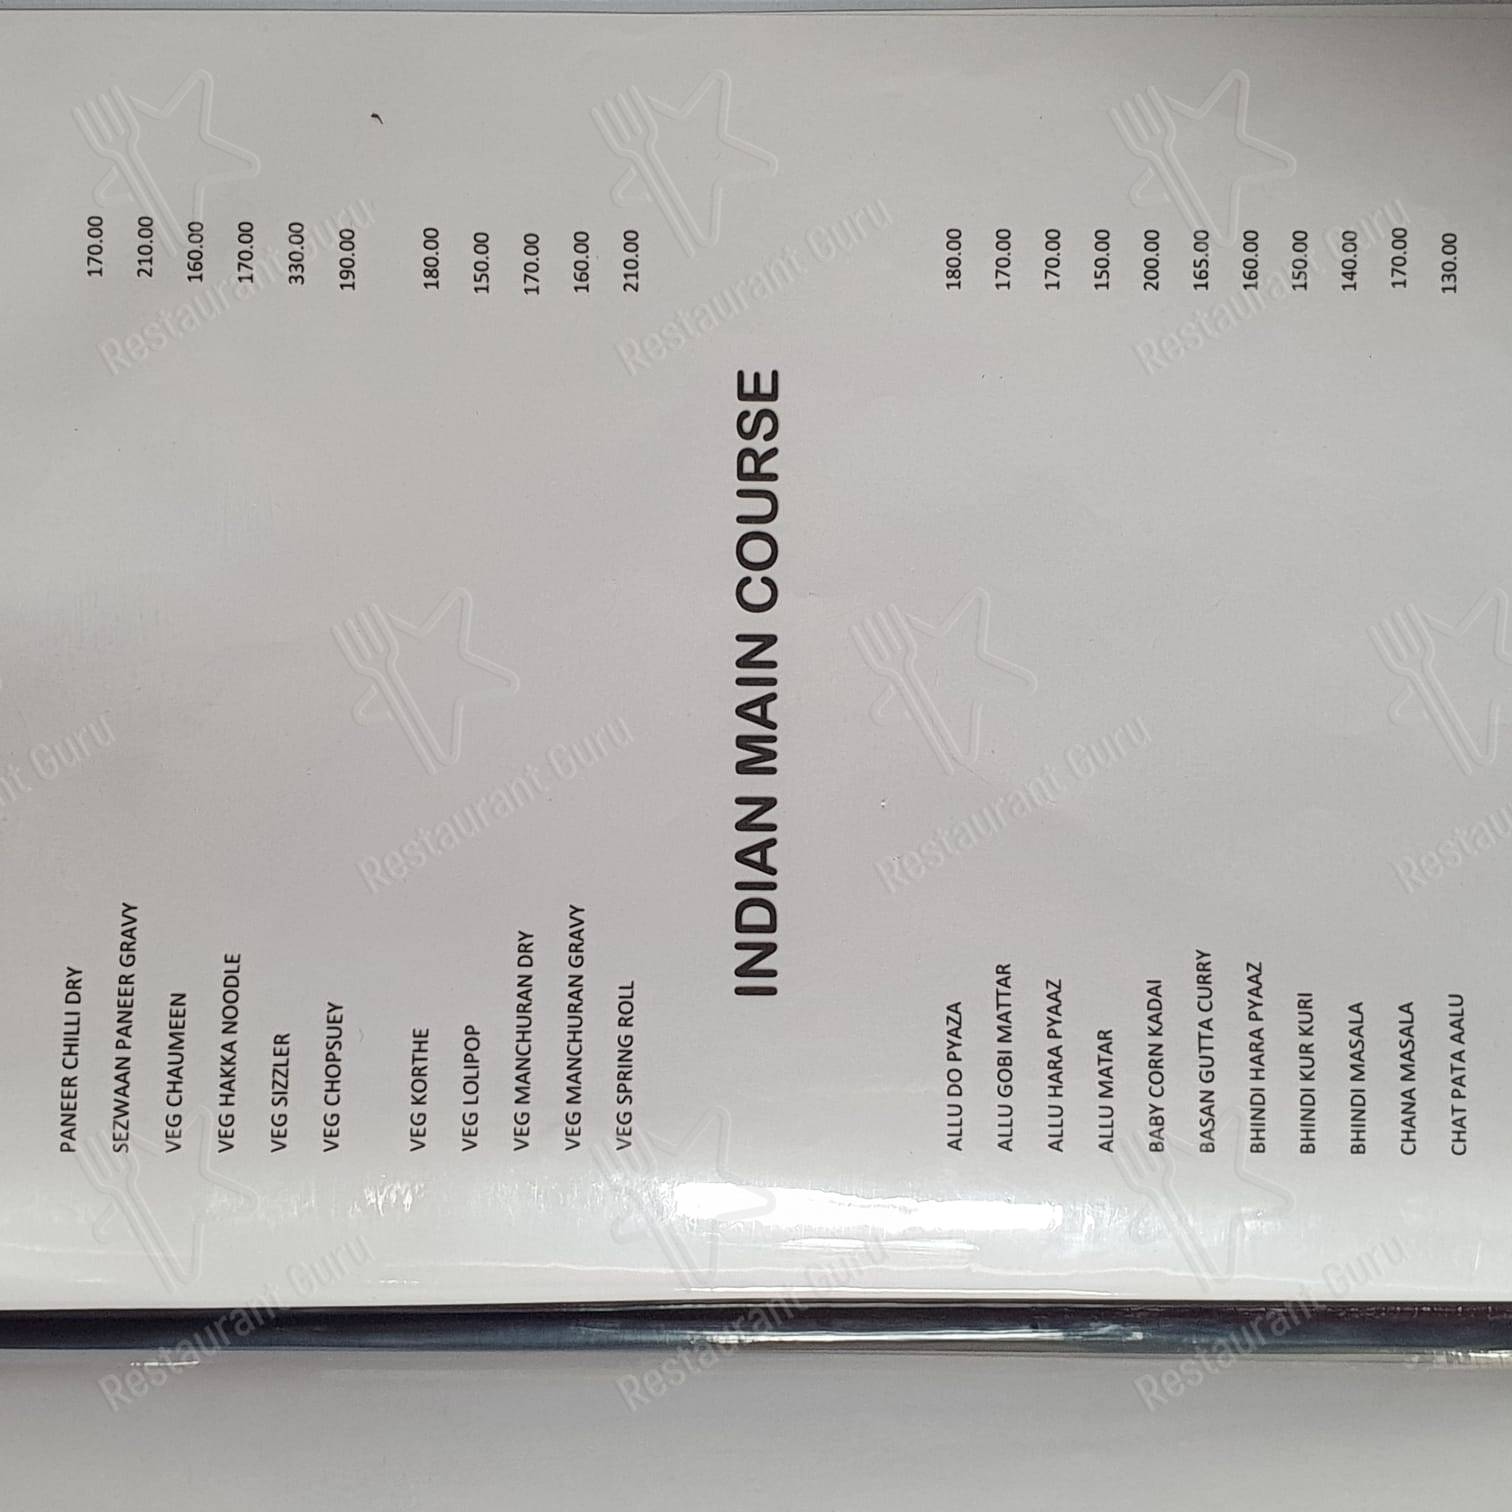 PANEER CHILLI DRY 170.00
SEZWAAN PANEER GRAVY 210.00
VEG CHAUMEEN 160.00
VEG HAKKA NOODLE 170.00
VEG SIZZLER 330.00
VEG CHOPSUEY 190.00
VEG KORTHE 180.00
VEG LOLIPOP 150.00
VEG MANCHURAN DRY 170.00
VEG MANCHURAN GRAVY 160.00
VEG SPRING ROLL 210.00
INDIAN MAIN COURSE
ALLU DO PYAZA 180.00
ALLU GOBI MATTAR 170.00
ALLU HARA PYAAZ 170.00
ALLU MATAR 150.00
BABY CORN KADAI 200.00
BASAN GUTTA CURRY 165.00
BHINDI HARA PYAAZ 160.00
BHINDI KUR KURI 150.00
BHINDI MASALA 140.00
CHANA MASALA 170.00
CHAT PATA AALU 130.00
Restaurant Guru